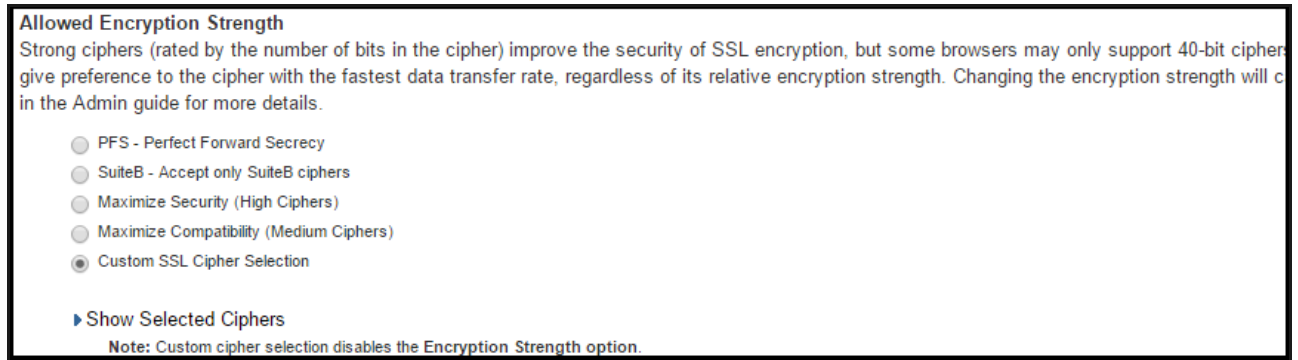 Allowed Encryption Strength
Strong ciphers (rated by the number of bits in the cipher) improve the security of SSL encryption, but some browsers may only support 40-bit ciphers
give preference to the cipher with the fastest data transfer rate, regardless of its relative encryption strength. Changing the encryption strength will c
in the Admin guide for more details.
PFS - Perfect Forward Secrecy
SuiteB - Accept only SuiteB ciphers
Maximize Security (High Ciphers)
Maximize Compatibility (Medium Ciphers)
Custom SSL Cipher Selection
Show Selected Ciphers
Note: Custom cipher selection disables the Encryption Strength option.